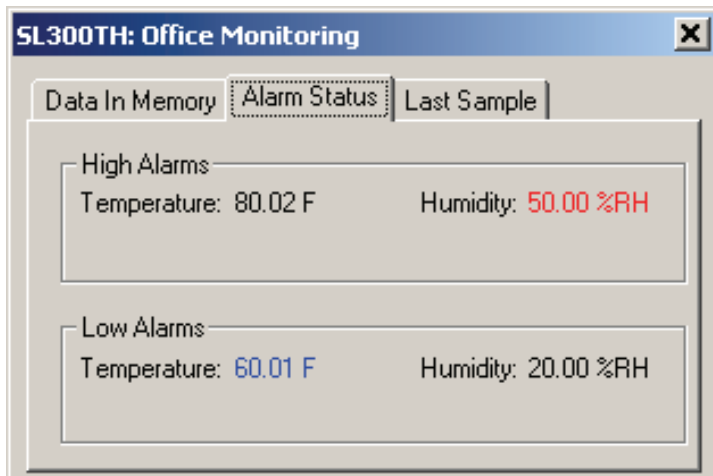 SL300TH: Office Monitoring
Data In Memory Alarm Status Last Sample
High Alarms
Temperature: 80.02 F Humidity: 50.00 %RH
Low Alarms
Temperature: 60.01 F Humidity: 20.00 %RH